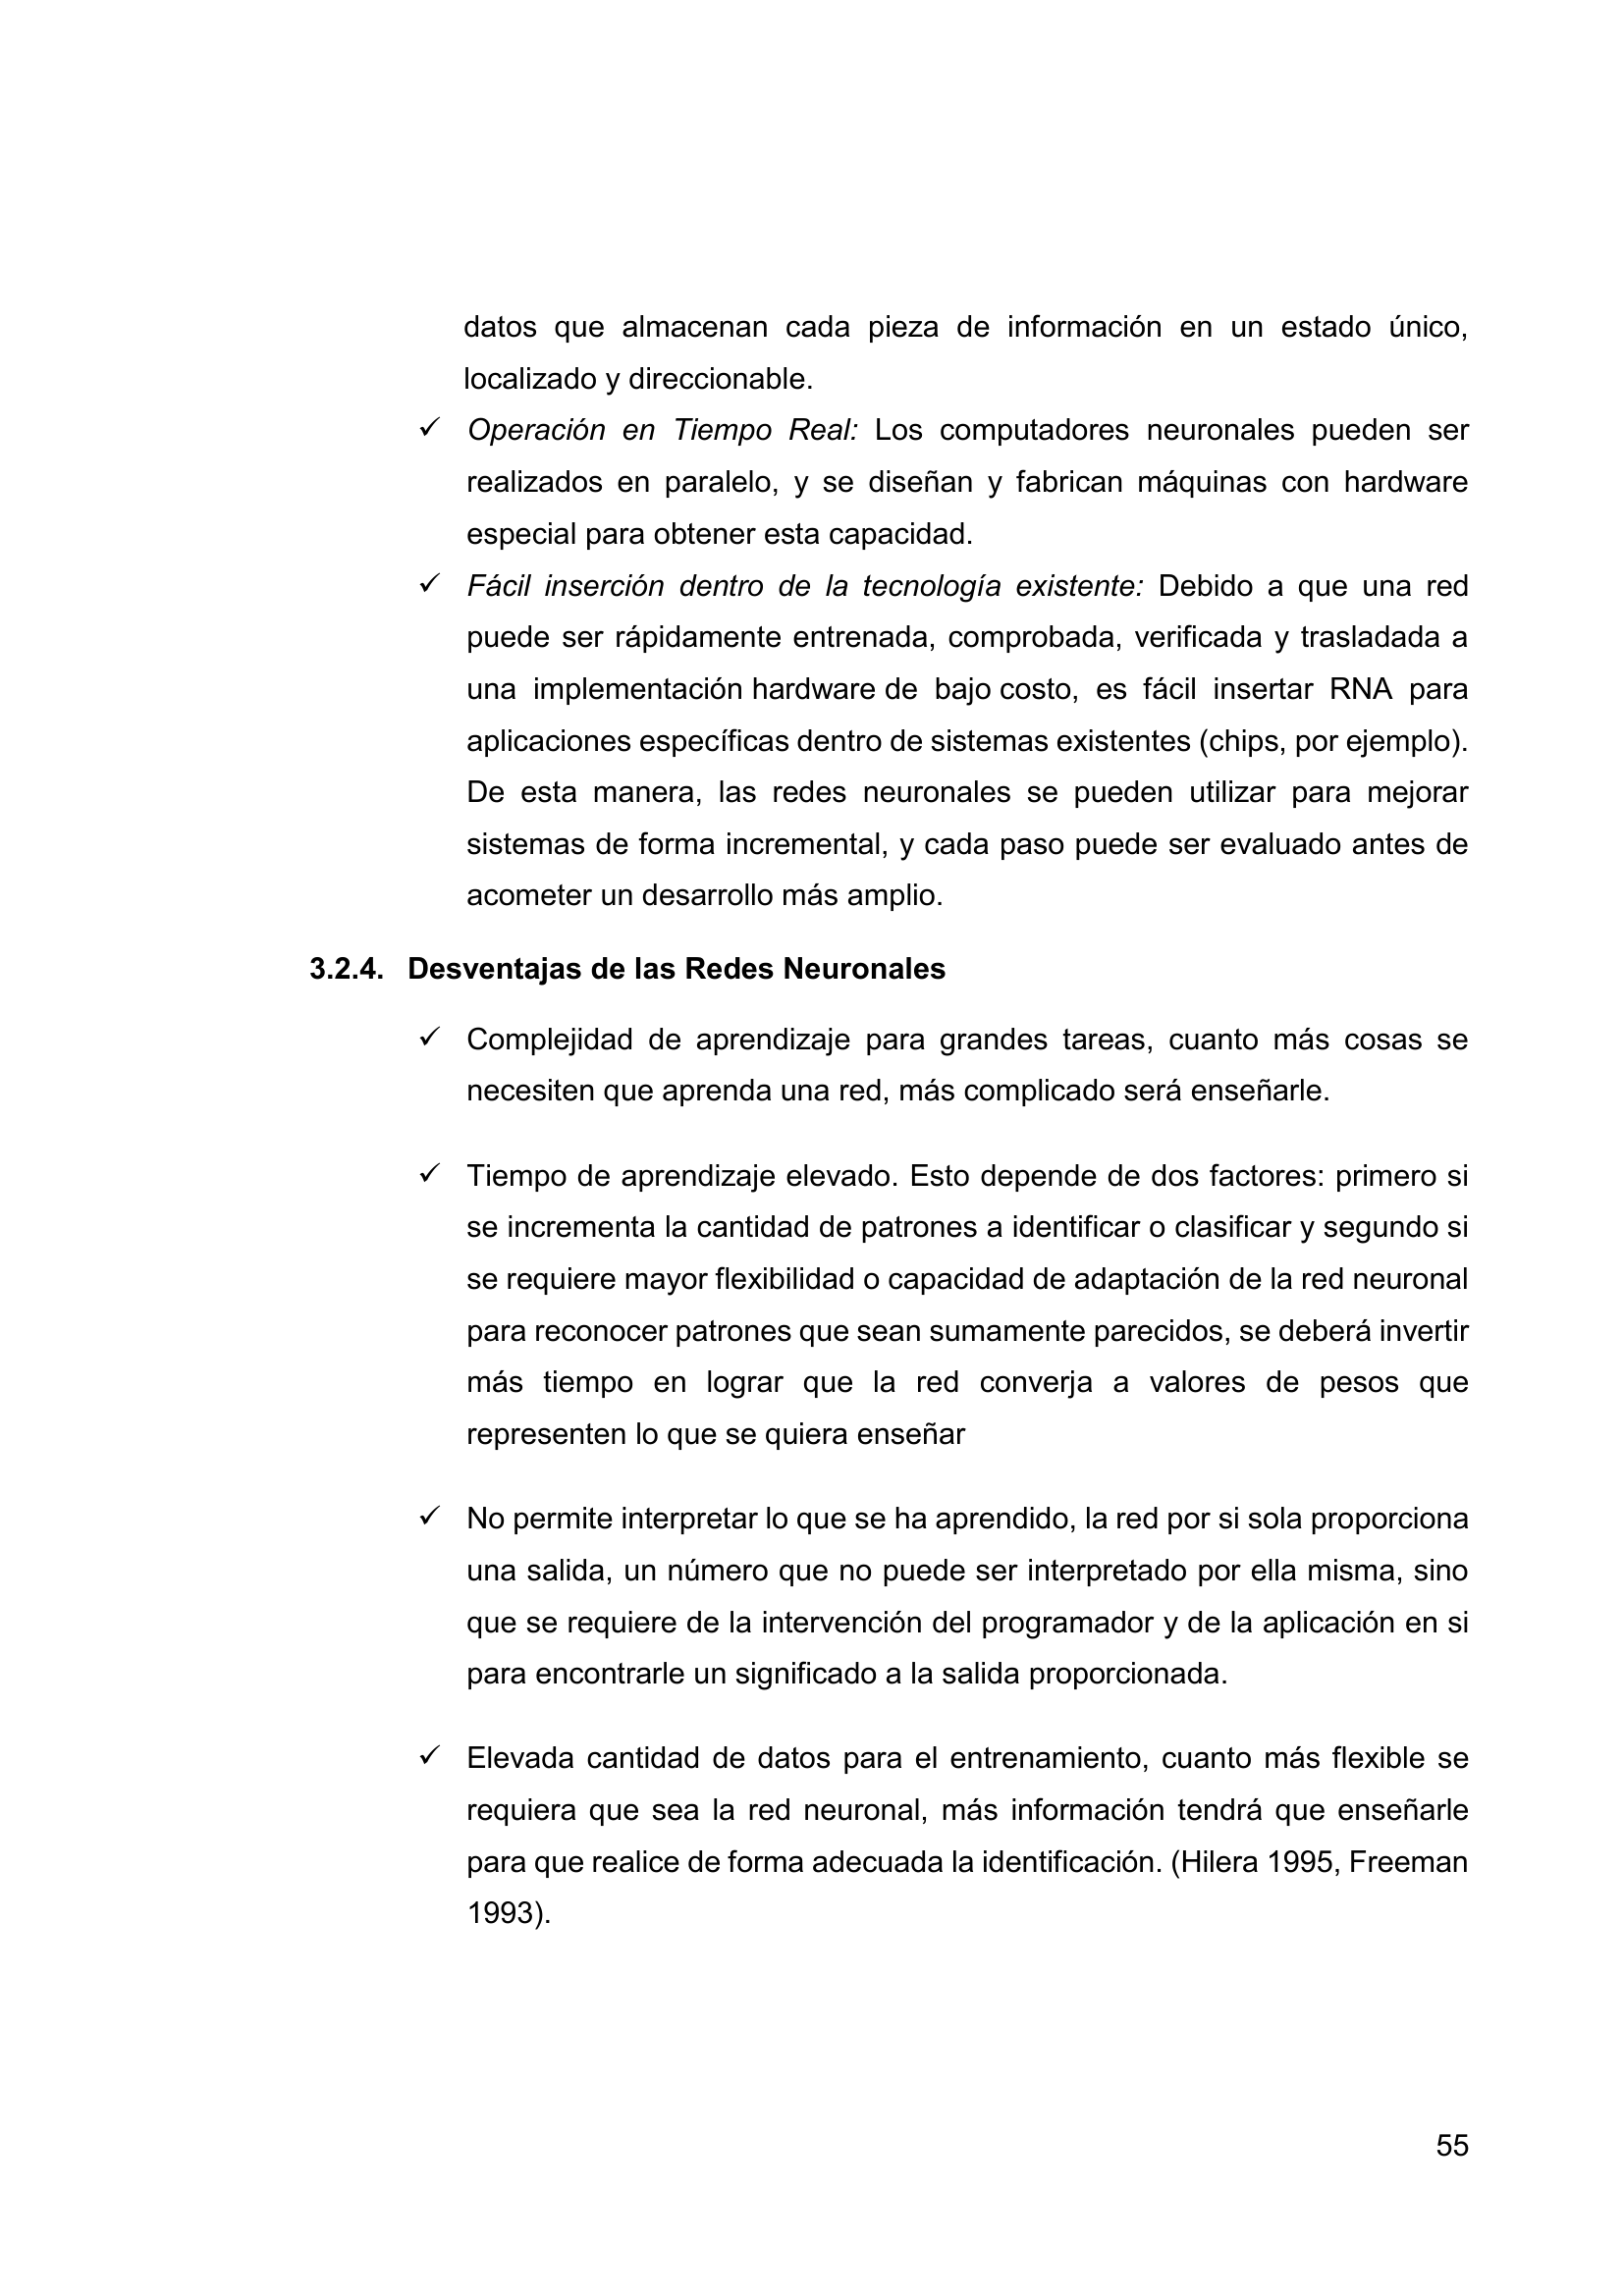 datos que almacenan cada pieza de información en un estado único,
localizado y direccionable.
✓ Operación en Tiempo Real: Los computadores neuronales pueden ser
realizados en paralelo, y se diseñan y fabrican máquinas con hardware
especial para obtener esta capacidad.
✓ Fácil inserción dentro de la tecnología existente: Debido a que una red
puede ser rápidamente entrenada, comprobada, verificada y trasladada a
una implementación hardware de bajo costo, es fácil insertar RNA para
aplicaciones específicas dentro de sistemas existentes (chips, por ejemplo).
De esta manera, las redes neuronales se pueden utilizar para mejorar
sistemas de forma incremental, y cada paso puede ser evaluado antes de
acometer un desarrollo más amplio.
3.2.4. Desventajas de las Redes Neuronales
✓ Complejidad de aprendizaje para grandes tareas, cuanto más cosas se
necesiten que aprenda una red, más complicado será enseñarle.
✓ Tiempo de aprendizaje elevado. Esto depende de dos factores: primero si
se incrementa la cantidad de patrones a identificar o clasificar y segundo si
se requiere mayor flexibilidad o capacidad de adaptación de la red neuronal
para reconocer patrones que sean sumamente parecidos, se deberá invertir
más tiempo en lograr que la red converja a valores de pesos que
representen lo que se quiera enseñar
✓ No permite interpretar lo que se ha aprendido, la red por si sola proporciona
una salida, un número que no puede ser interpretado por ella misma, sino
que se requiere de la intervención del programador y de la aplicación en si
para encontrarle un significado a la salida proporcionada.
✓ Elevada cantidad de datos para el entrenamiento, cuanto más flexible se
requiera que sea la red neuronal, más información tendrá que enseñarle
para que realice de forma adecuada la identificación. (Hilera 1995, Freeman
1993).
55